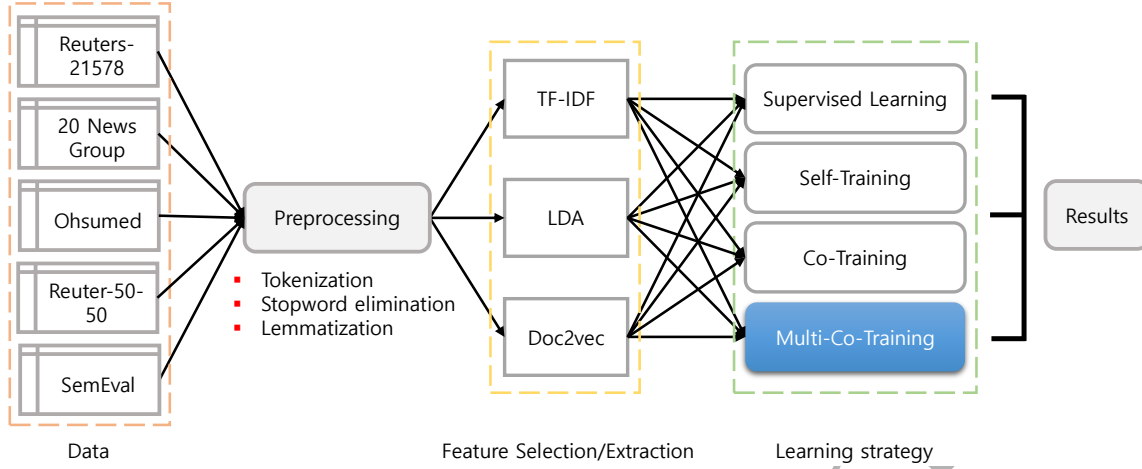 Reuters-
21578
20 News
Group
Ohsumed
Reuter-50-
50
SemEval
Data
Preprocessing
Tokenization
Stopword elimination
Lemmatization
TF-IDF
LDA
Doc2vec
Feature Selection/Extraction
Supervised Learning
Self-Training
Co-Training
Multi-Co-Training
Learning strategy
Results